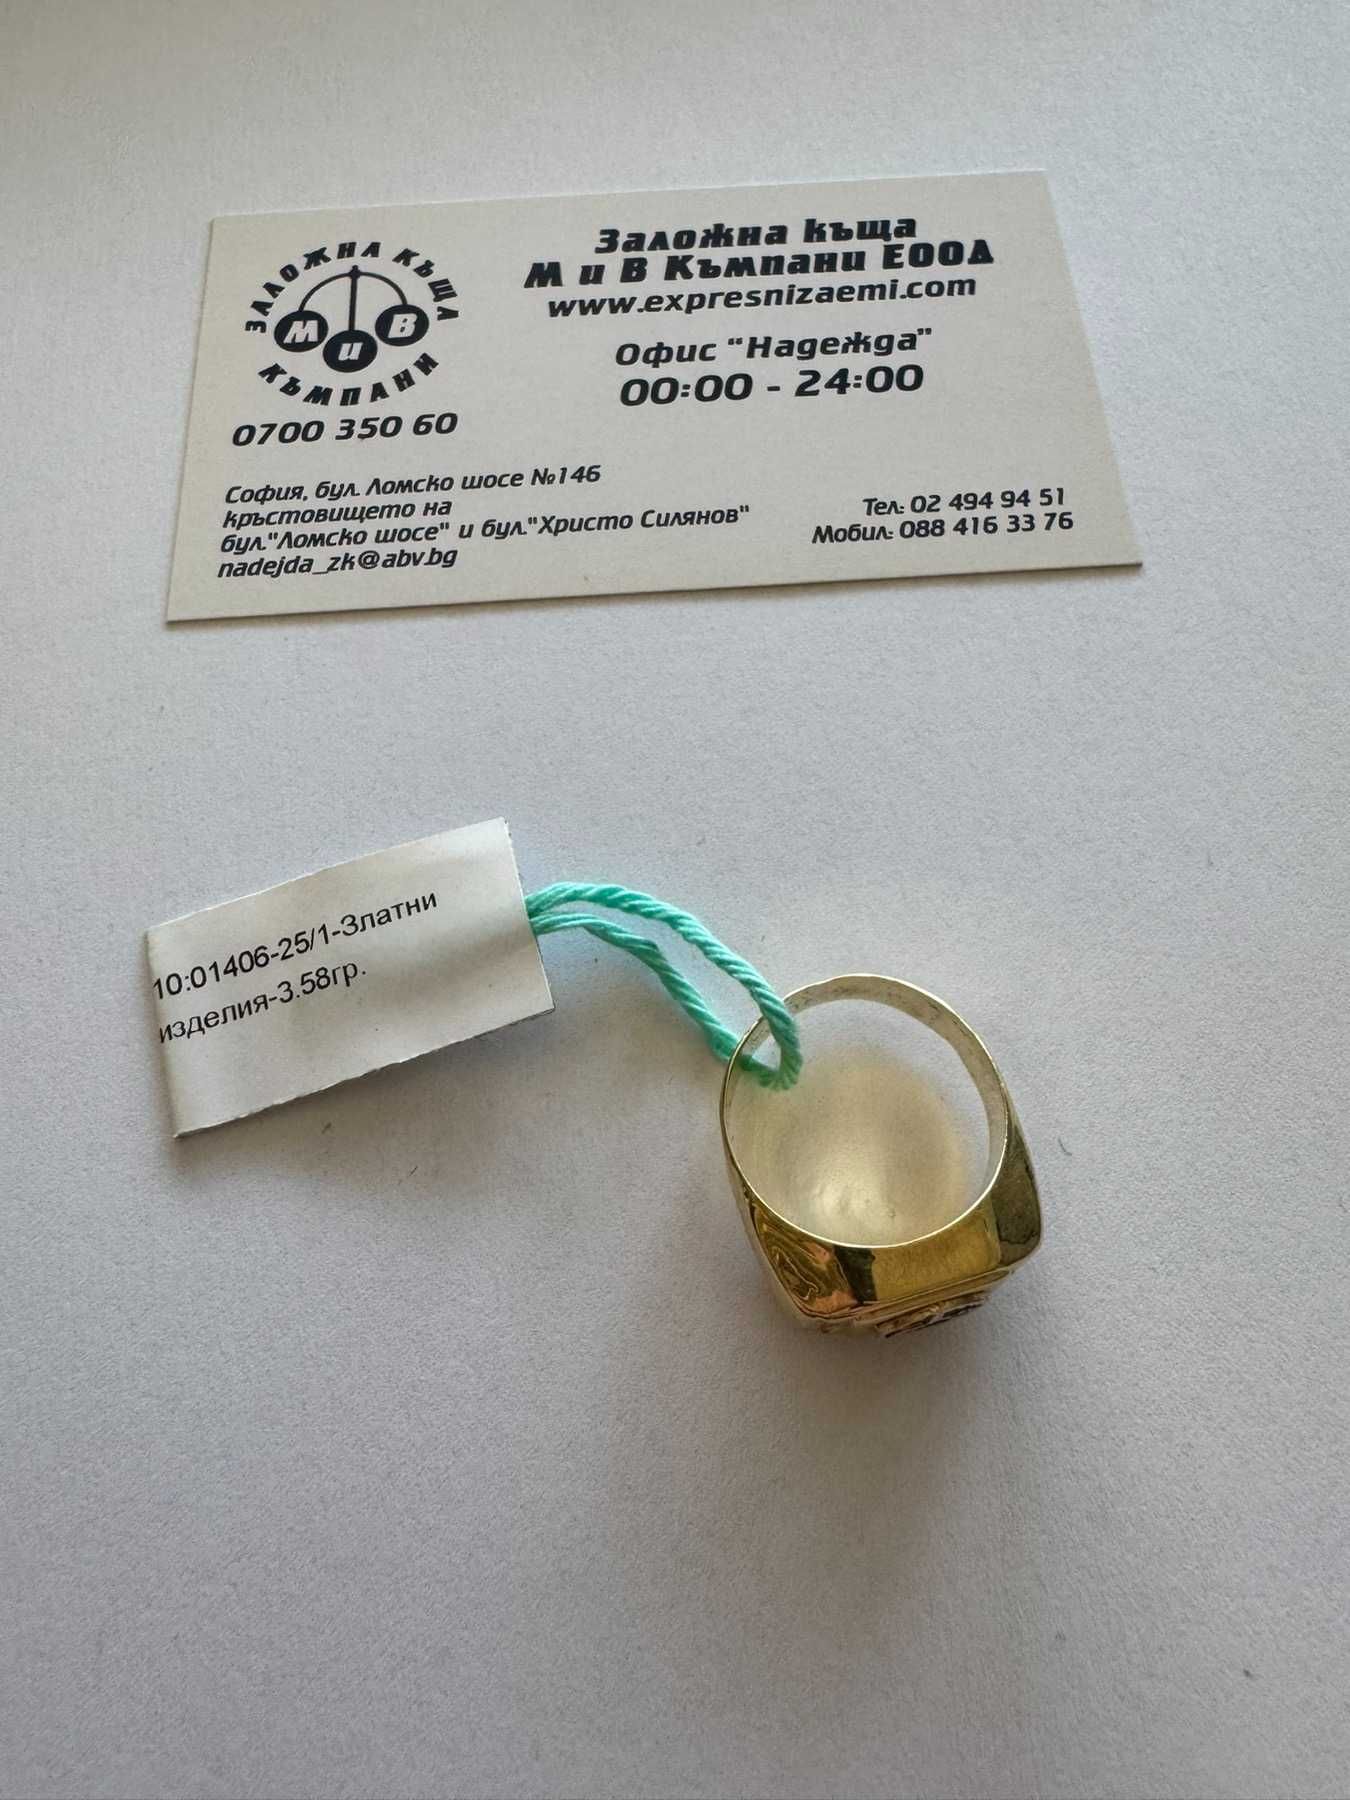 ЗАЛОЖНА КЪЩА
М и В
КЪМПАНИ
0700 350 60
Заложна къща
М и В Къмпани ЕООД
www.expresnizaemi.com
Офис "Надежда"
00:00 - 24:00
София, бул. Ломско шосе №146
кръстовището на
бул."Ломско шосе" и бул."Христо Силянов"
nadejda_zk@abv.bg
Тел: 02 494 94 51
Мобил: 088 416 33 76
10:01406-25/1-Златни
изделия-3.58гр.